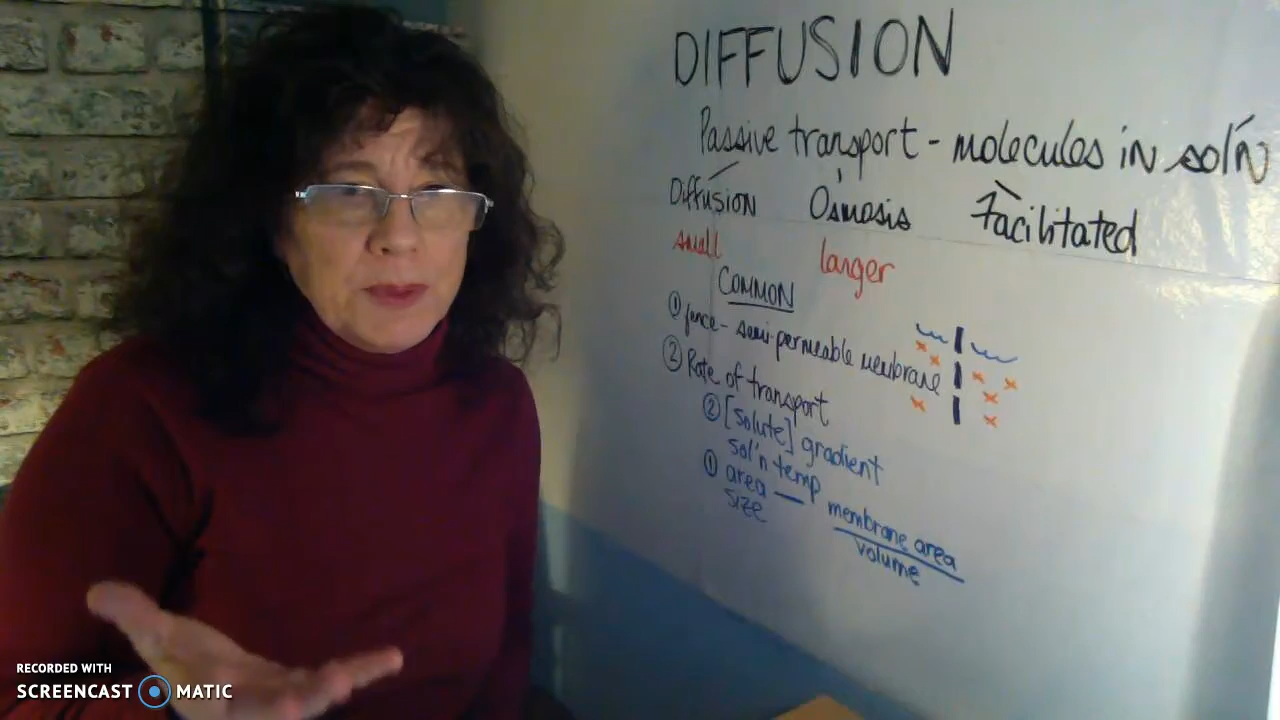 DIFFUSION
Passive transport - molecules in sol'n
Diffusion Osmosis Facilitated
small larger
COMMON
① fence - semi-permeable membrane
② Rate of transport
② [solute] gradient
sol'n temp
① area — membrane area
size volume
RECORDED WITH
SCREENCAST MATIC